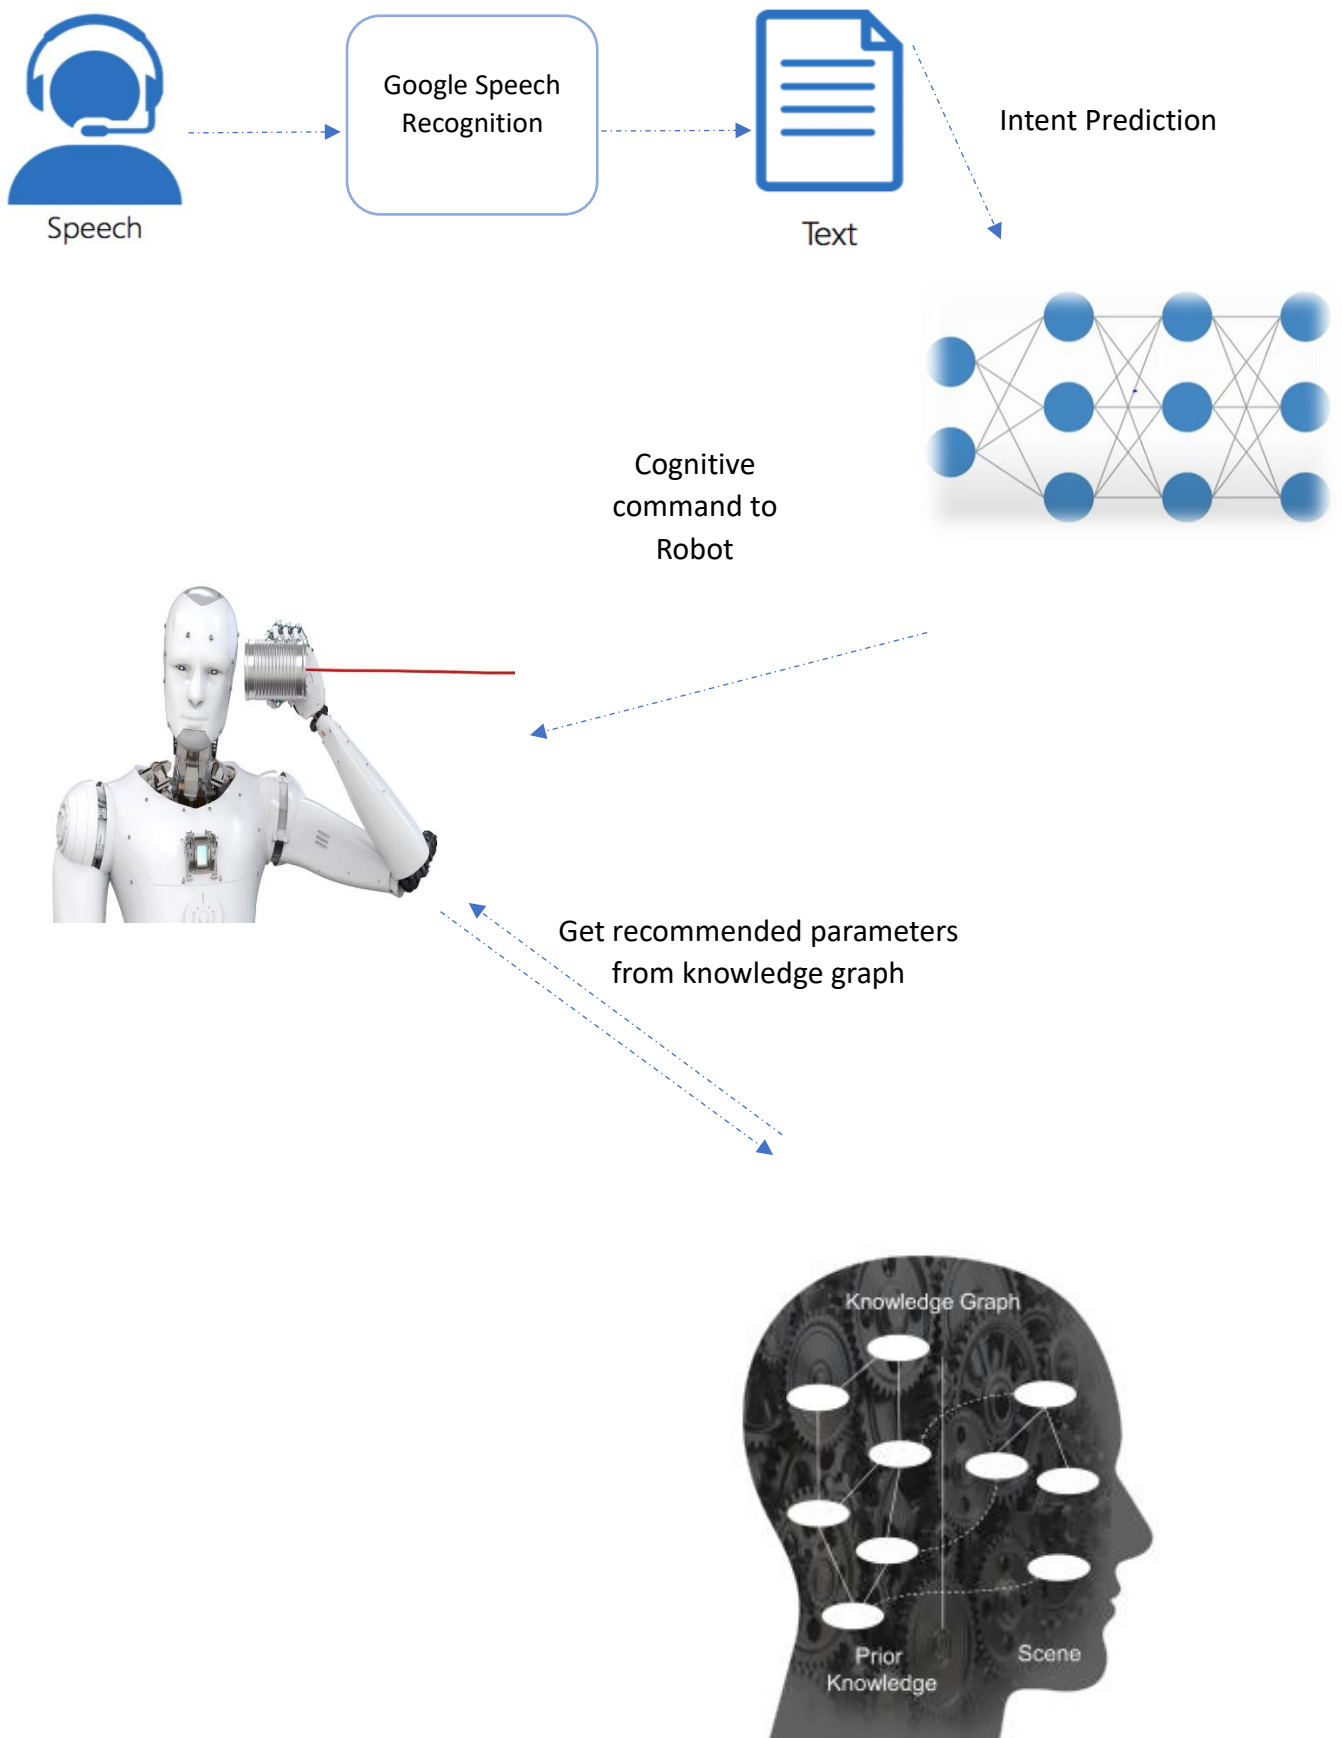 Google Speech
Recognition
Intent Prediction
Speech
Text
Cognitive
command to
Robot
Get recommended parameters
from knowledge graph
Knowledge Graph
Prior
Knowledge
Scene